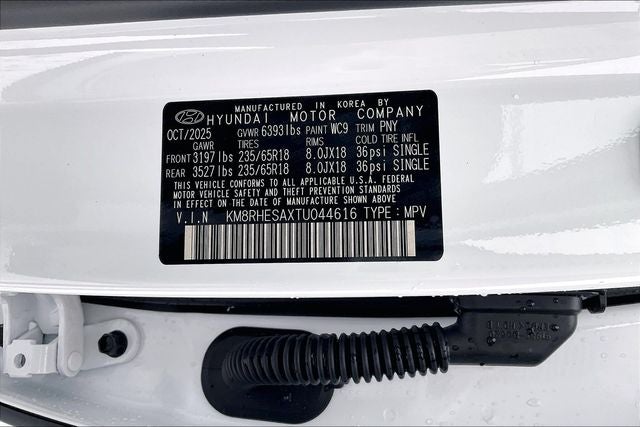 MANUFACTURED IN KOREA BY
HYUNDAI MOTOR COMPANY
OCT/2025 GVWR 6393lbs PAINT WC9 TRIM PNY
GAWR TIRES RIMS COLD TIRE INFL
FRONT 3197lbs 235/65R18 8.0JX18 36psi SINGLE
REAR 3527lbs 235/65R18 8.0JX18 36psi SINGLE
THIS VEHICLE CONFORMS TO ALL APPLICABLE U.S.A. FEDERAL
MOTOR VEHICLE SAFETY AND THEFT PREVENTION STANDARDS
IN EFFECT ON THE DATE OF MANUFACTURE SHOWN ABOVE.
V.I.N KM8RHESAXTU044616 TYPE : MPV